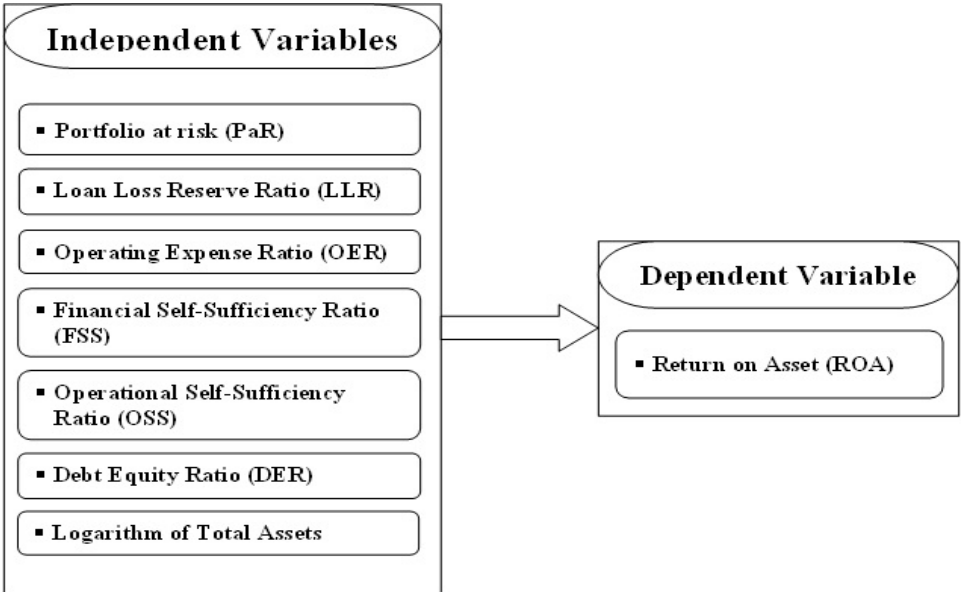 Independent Variables
▪ Portfolio at risk (PaR)
▪ Loan Loss Reserve Ratio (LLR)
▪ Operating Expense Ratio (OER)
▪ Financial Self-Sufficiency Ratio
(FSS)
▪ Operational Self-Sufficiency
Ratio (OSS)
▪ Debt Equity Ratio (DER)
▪ Logarithm of Total Assets
Dependent Variable
▪ Return on Asset (ROA)